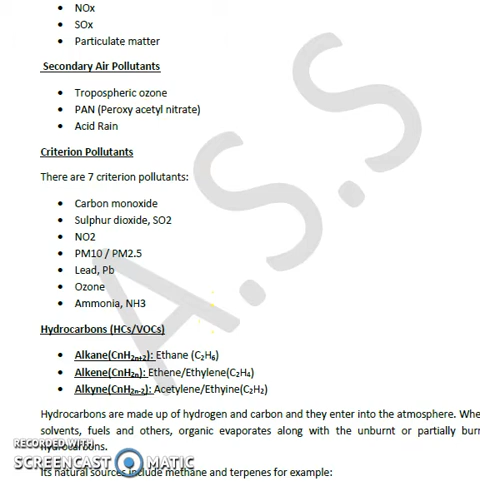 NOx
SOx
Particulate matter
Secondary Air Pollutants
Tropospheric ozone
PAN (Peroxy acetyl nitrate)
Acid Rain
Criterion Pollutants
There are 7 criterion pollutants:
Carbon monoxide
Sulphur dioxide, SO2
NO2
PM10 / PM2.5
Lead, Pb
Ozone
Ammonia, NH3
Hydrocarbons (HCs/VOCs)
Alkane(CnH₂ₙ₊₂): Ethane (C₂H₆)
Alkene(CnH₂ₙ): Ethene/Ethylene(C₂H₄)
Alkyne(CnH₂ₙ₋₂): Acetylene/Ethyine(C₂H₂)
Hydrocarbons are made up of hydrogen and carbon and they enter into the atmosphere. Whe
solvents, fuels and others, organic evaporates along with the unburnt or partially burn
hydrocarbons.
Its natural sources include methane and terpenes for example:
A.S.S
RECORDED WITH
SCREENCAST MATIC